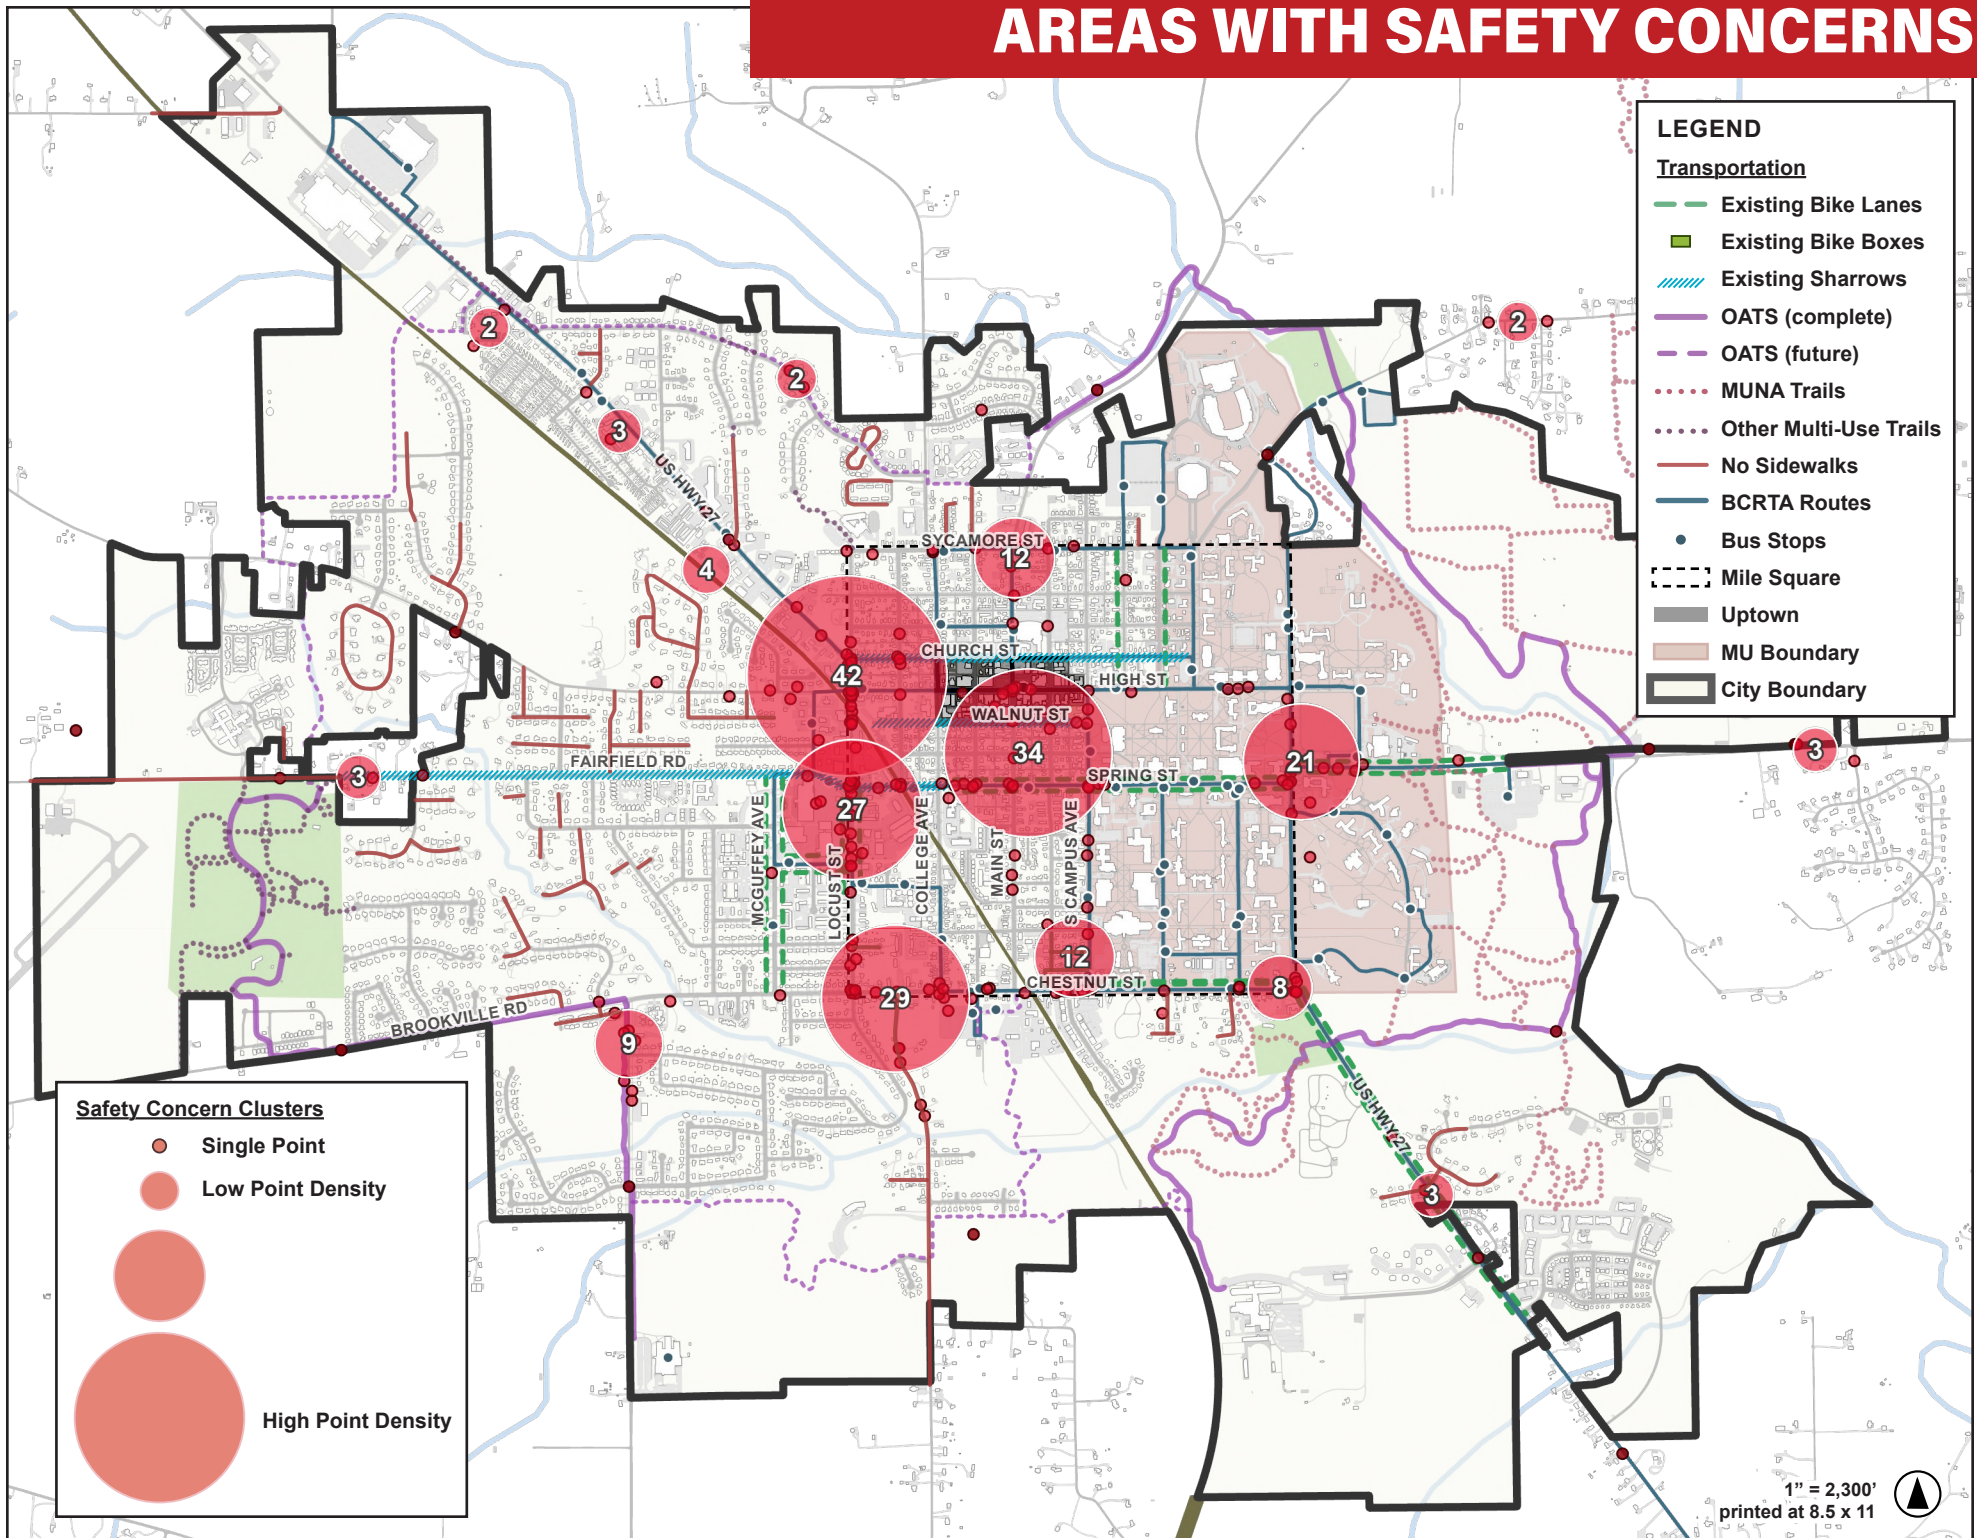 AREAS WITH SAFETY CONCERNS
LEGEND
Transportation
Existing Bike Lanes
Existing Bike Boxes
Existing Sharrows
OATS (complete)
OATS (future)
MUNA Trails
Other Multi-Use Trails
No Sidewalks
BCRTA Routes
Bus Stops
Mile Square
Uptown
MU Boundary
City Boundary
2
2
2
3
US HWY 27
4
SYCAMORE ST
12
42
CHURCH ST
HIGH ST
WALNUT ST
34
21
3
3
FAIRFIELD RD
SPRING ST
27
MCGUFFEY AVE
LOCUST ST
COLLEGE AVE
MAIN ST
S CAMPUS AVE
12
CHESTNUT ST
8
29
BROOKVILLE RD
9
US HWY 27
3
Safety Concern Clusters
Single Point
Low Point Density
High Point Density
1" = 2,300'
printed at 8.5 x 11